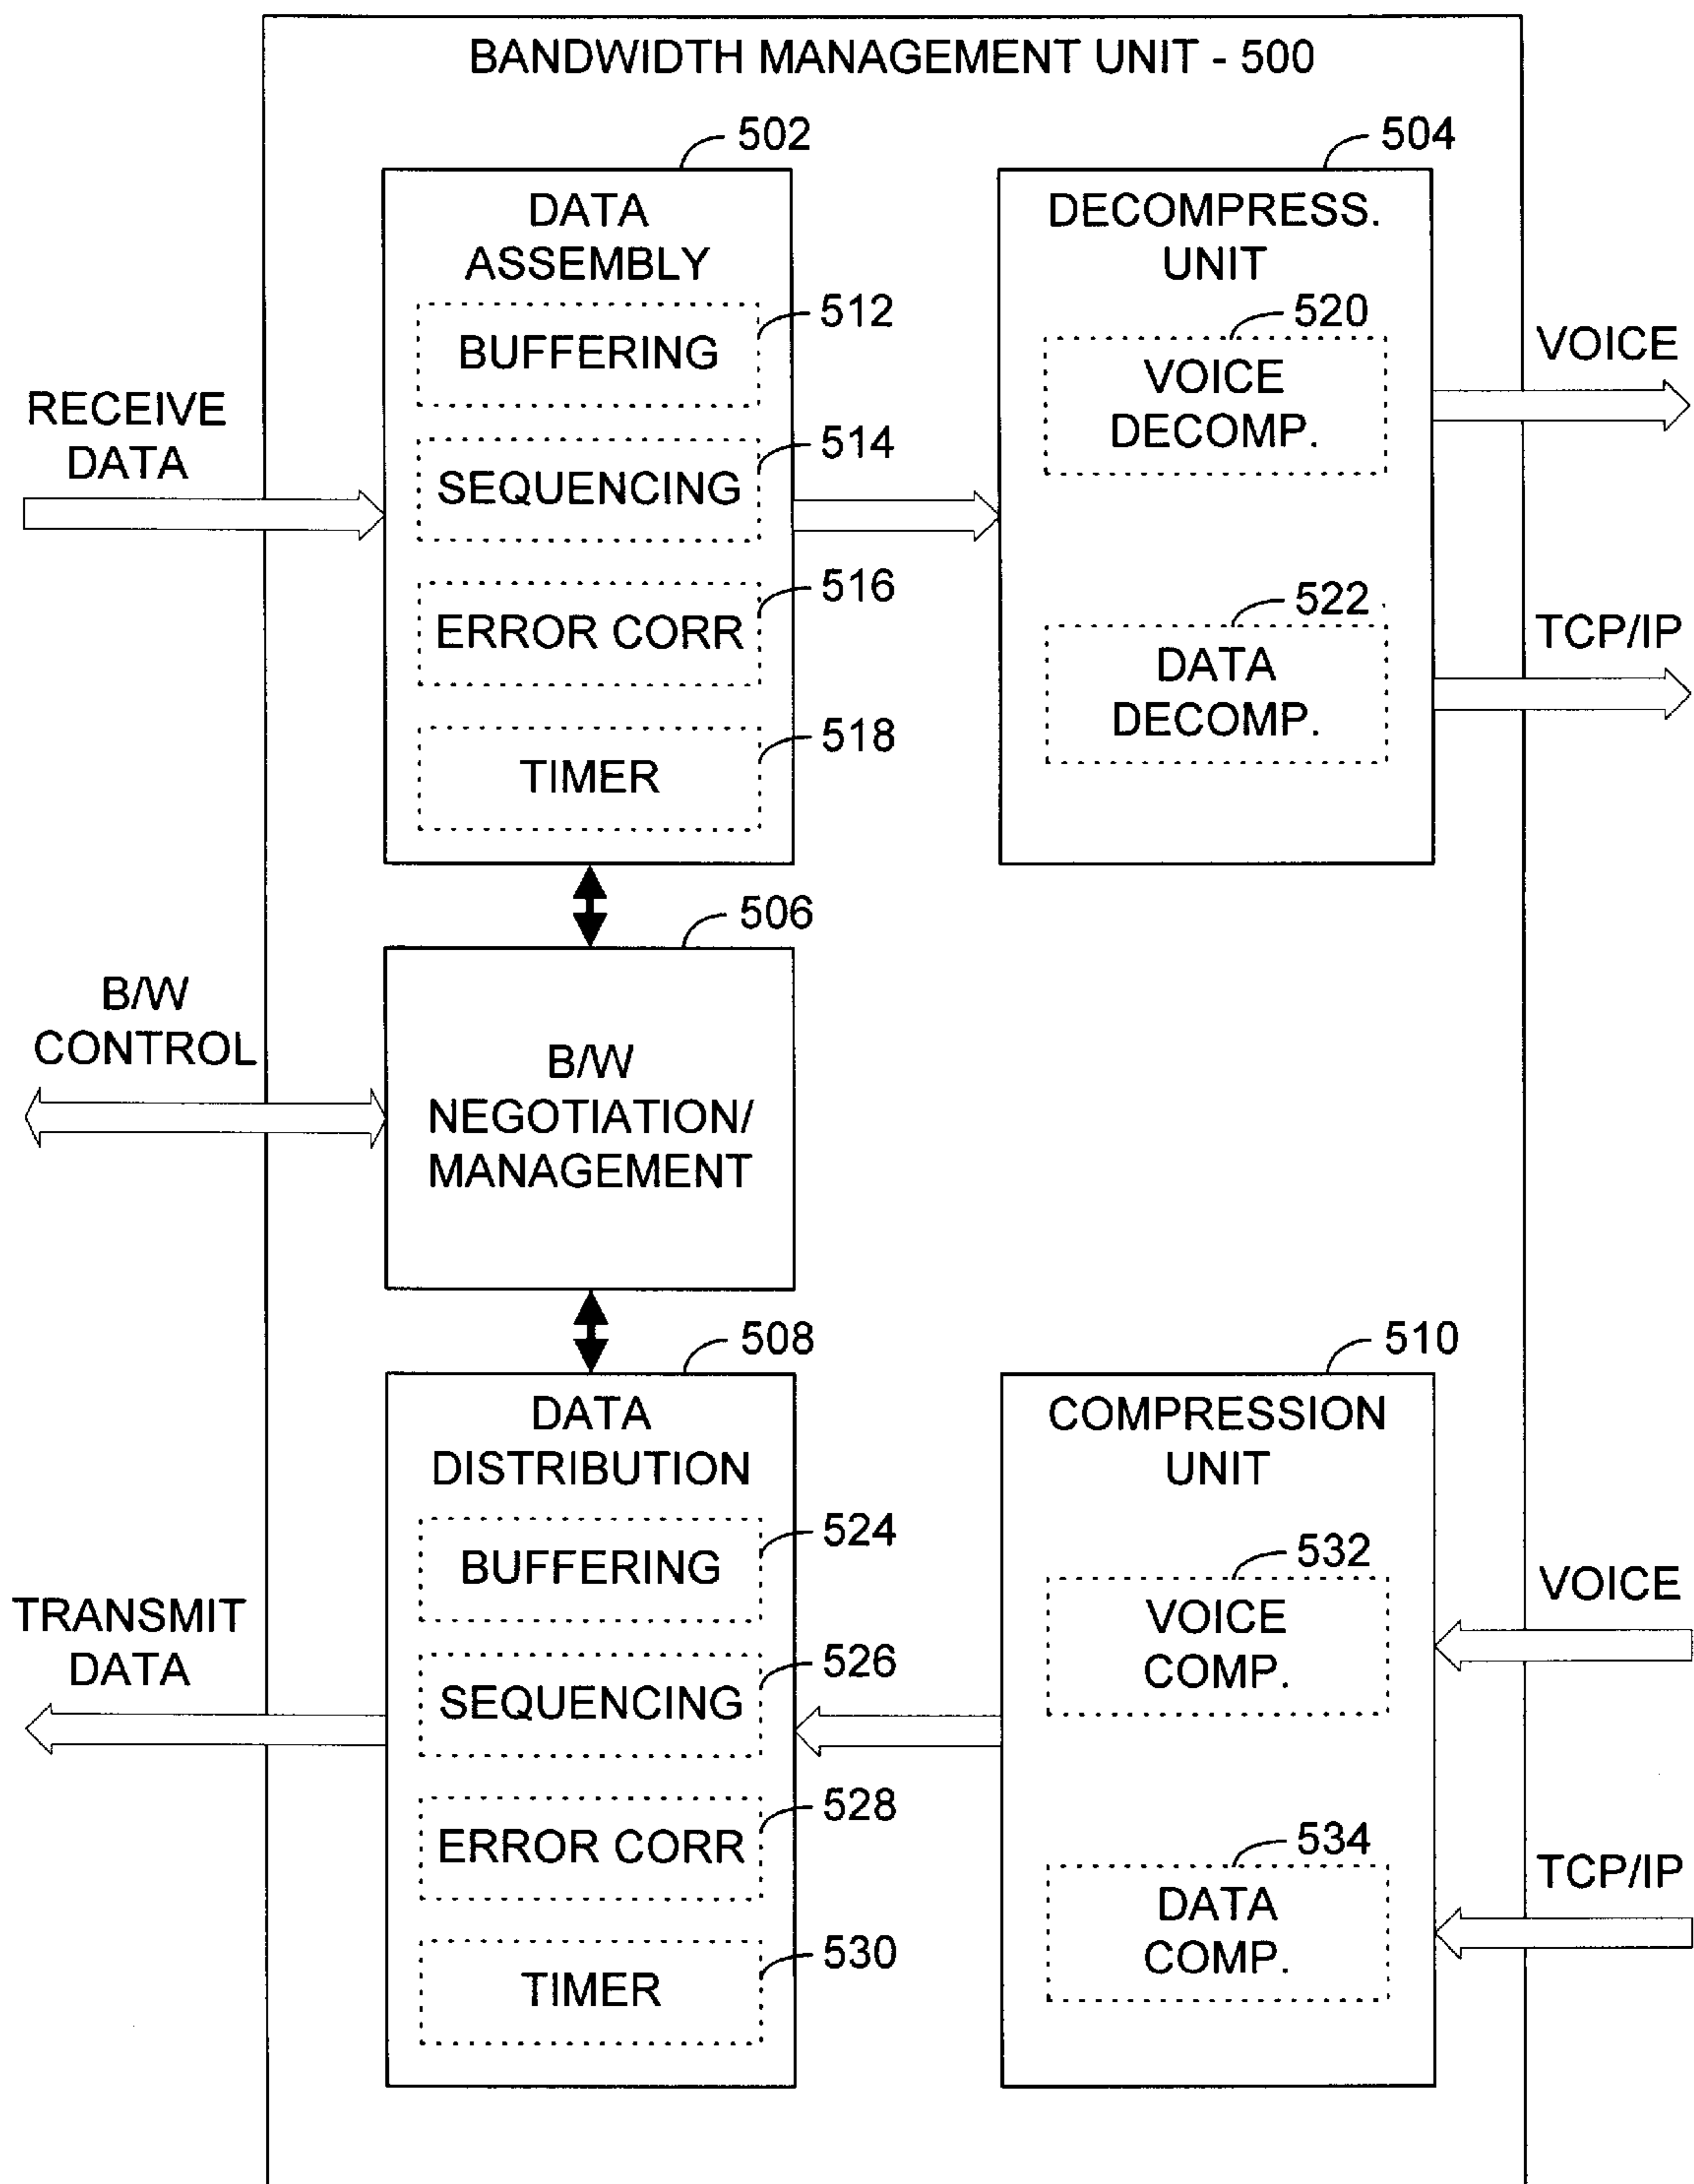 BANDWIDTH MANAGEMENT UNIT - 500
502
DATA
ASSEMBLY
BUFFERING
512
SEQUENCING
514
ERROR CORR
516
TIMER
518
504
DECOMPRESS.
UNIT
520
VOICE
DECOMP.
522
DATA
DECOMP.
RECEIVE
DATA
VOICE
TCP/IP
506
B/W
NEGOTIATION/
MANAGEMENT
B/W
CONTROL
508
DATA
DISTRIBUTION
BUFFERING
524
SEQUENCING
526
ERROR CORR
528
TIMER
530
510
COMPRESSION
UNIT
532
VOICE
COMP.
534
DATA
COMP.
TRANSMIT
DATA
VOICE
TCP/IP